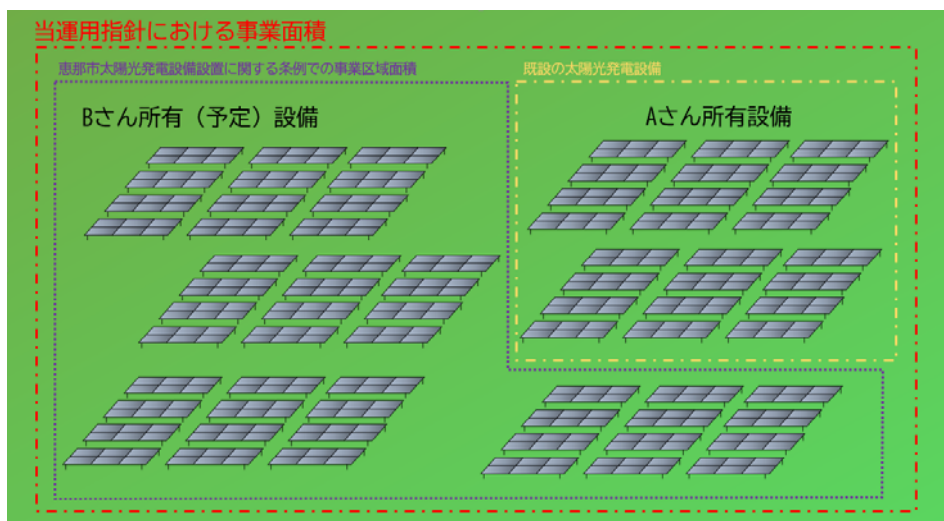 当運用指針における事業面積
恵那市太陽光発電設備設置に関する条例での事業区域面積
既設の太陽光発電設備
Bさん所有（予定）設備
Aさん所有設備